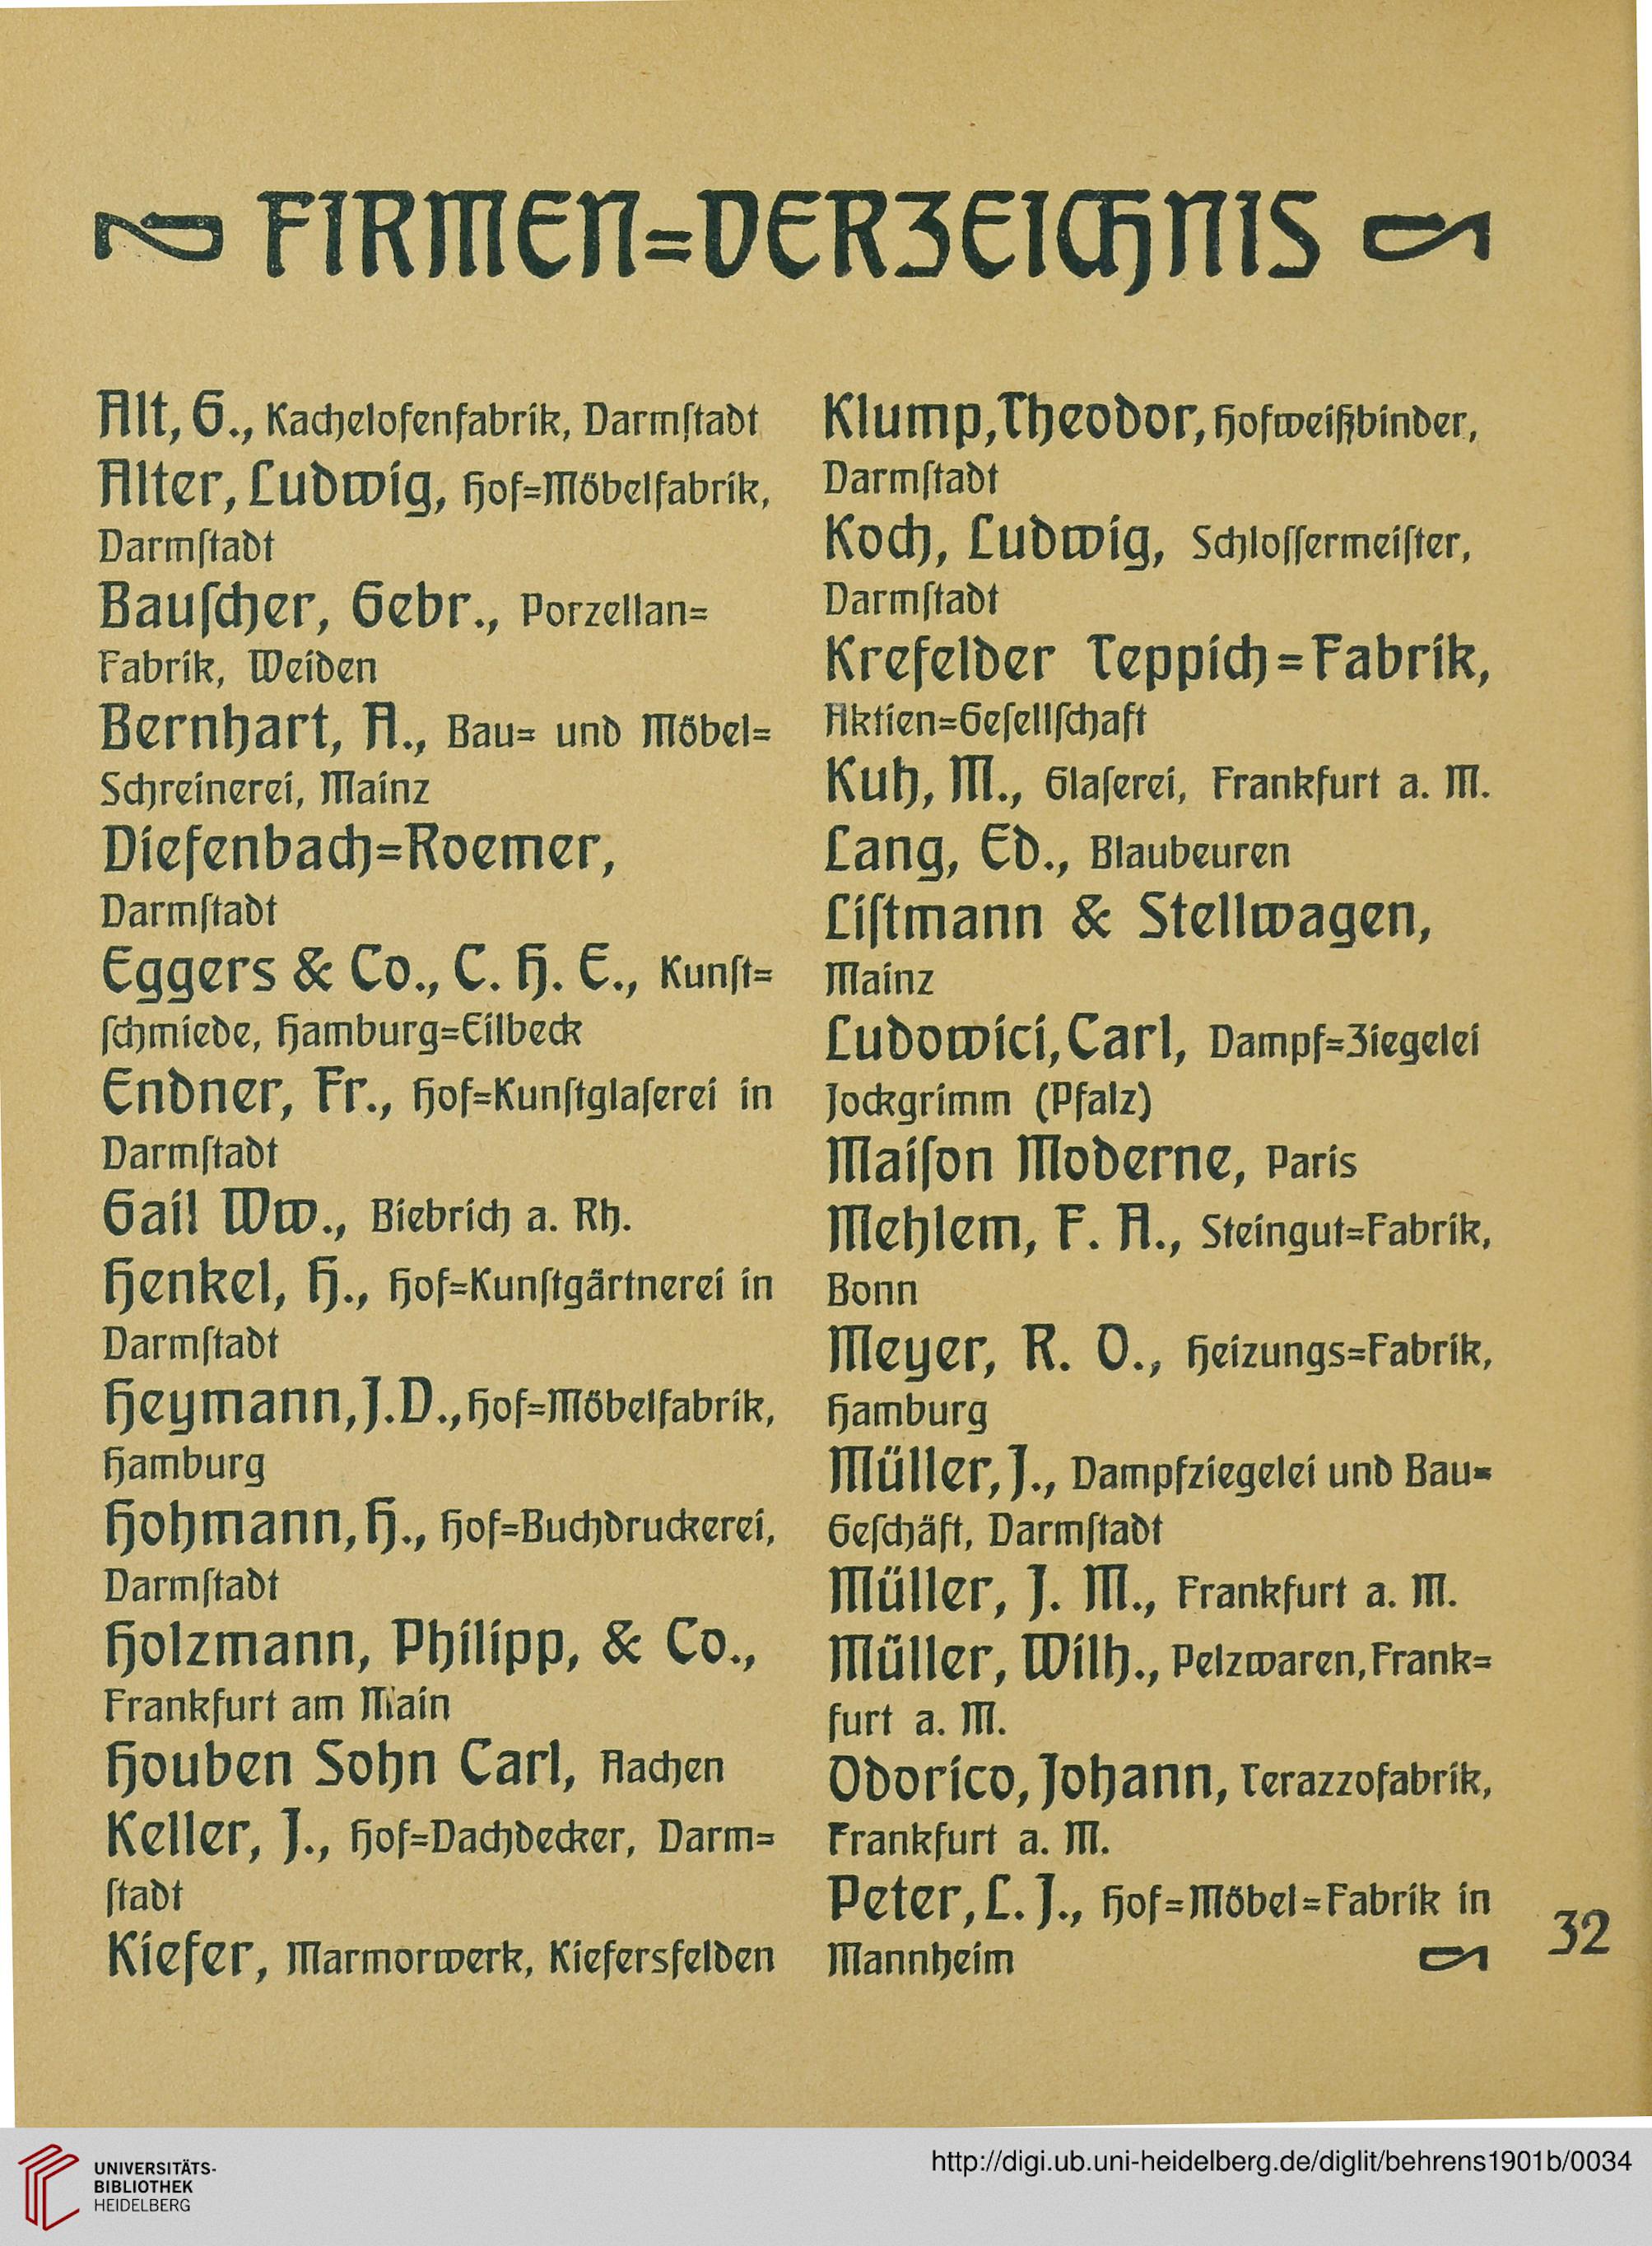 FIRMEN=VERZEICHNIS
Alt, G., Kachelofenfabrik, Darmſtadt
Alter, Ludwig, Hof=Möbelfabrik,
Darmſtadt
Bauſcher, Gebr., Porzellan=
Fabrik, Weiden
Bernhart, A., Bau= und Möbel=
Schreinerei, Mainz
Diefenbach=Roemer,
Darmſtadt
Eggers & Co., C. H. E., Kunſt=
ſchmiede, Hamburg=Eilbeck
Endner, Fr., Hof=Kunſtglaſerei in
Darmſtadt
Gail Ww., Biebrich a. Rh.
Henkel, H., Hof=Kunſtgärtnerei in
Darmſtadt
Heymann, J. D., Hof=Möbelfabrik,
Hamburg
Hohmann, H., Hof=Buchdruckerei,
Darmſtadt
Holzmann, Philipp, & Co.,
Frankfurt am Main
Houben Sohn Carl, Aachen
Keller, J., Hof=Dachdecker, Darm=
ſtadt
Kiefer, Marmorwerk, Kiefersfelden
Klump, Theodor, Hofweißbinder,
Darmſtadt
Koch, Ludwig, Schloſſermeiſter,
Darmſtadt
Krefelder Teppich=Fabrik,
Aktien=Geſellſchaft
Kuh, M., Glaſerei, Frankfurt a. M.
Lang, Ed., Blaubeuren
Liſtmann & Stellwagen,
Mainz
Ludowici, Carl, Dampf=Ziegelei
Jockgrimm (Pfalz)
Maiſon Moderne, Paris
Mehlem, F. A., Steingut=Fabrik,
Bonn
Meyer, R. O., Heizungs=Fabrik,
Hamburg
Müller, J., Dampfziegelei und Bau=
Geſchäft, Darmſtadt
Müller, J. M., Frankfurt a. M.
Müller, Wilh., Pelzwaren, Frank=
furt a. M.
Odorico, Johann, Terazzofabrik,
Frankfurt a. M.
Peter, L. J., Hof=Möbel=Fabrik in
Mannheim
32
UNIVERSITÄTS-
BIBLIOTHEK
HEIDELBERG
http://digi.ub.uni-heidelberg.de/diglit/behrens1901b/0034